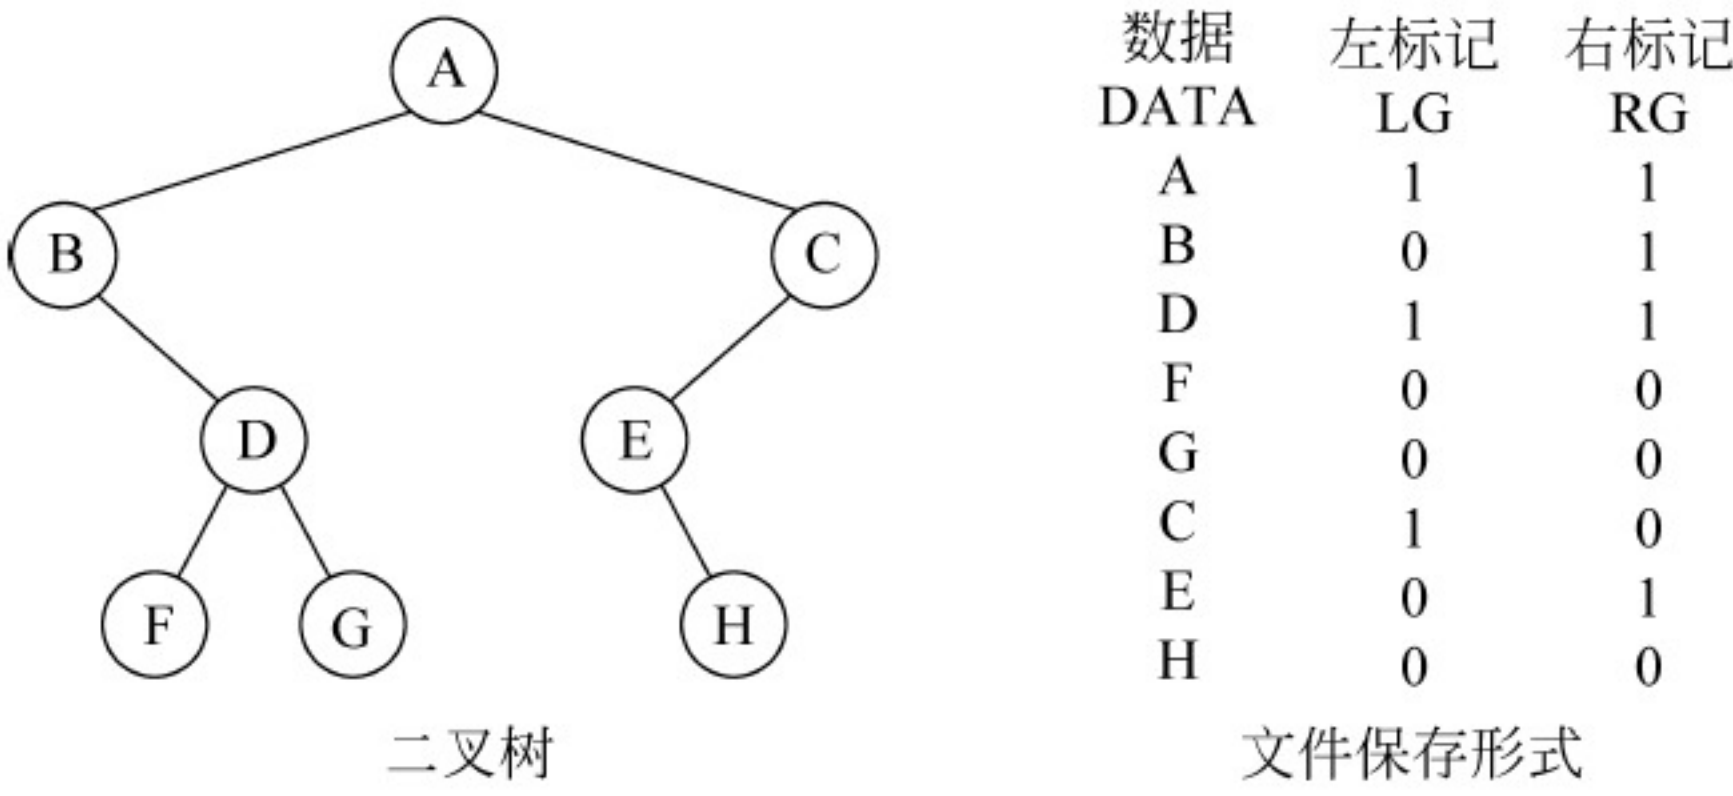 A
B
C
D
E
F
G
H
二叉树
数据 左标记 右标记
DATA LG RG
A 1 1
B 0 1
D 1 1
F 0 0
G 0 0
C 1 0
E 0 1
H 0 0
文件保存形式